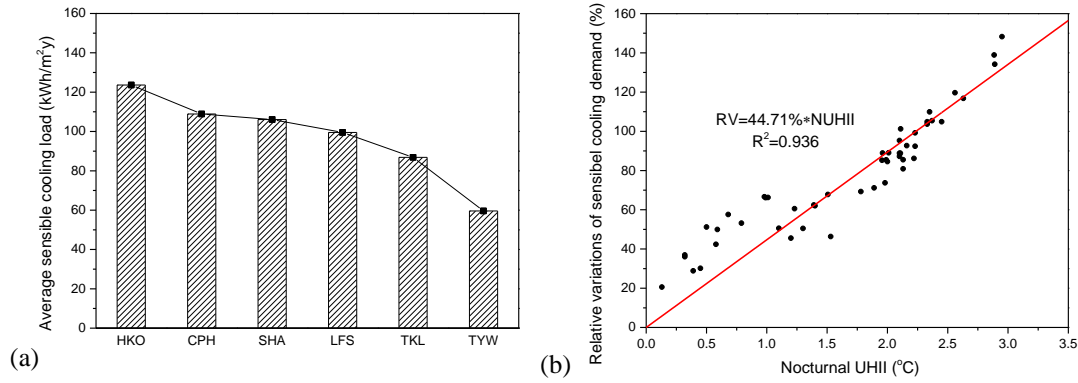 (a)
Average sensible cooling load (kWh/m²y)
160
140
120
100
80
60
40
20
0
HKO CPH SHA LFS TKL TYW
(b)
Relative variations of sensibel cooling demand (%)
160
140
120
100
80
60
40
20
0
RV=44.71%*NUHII
R²=0.936
0.0 0.5 1.0 1.5 2.0 2.5 3.0 3.5
Nocturnal UHII (°C)